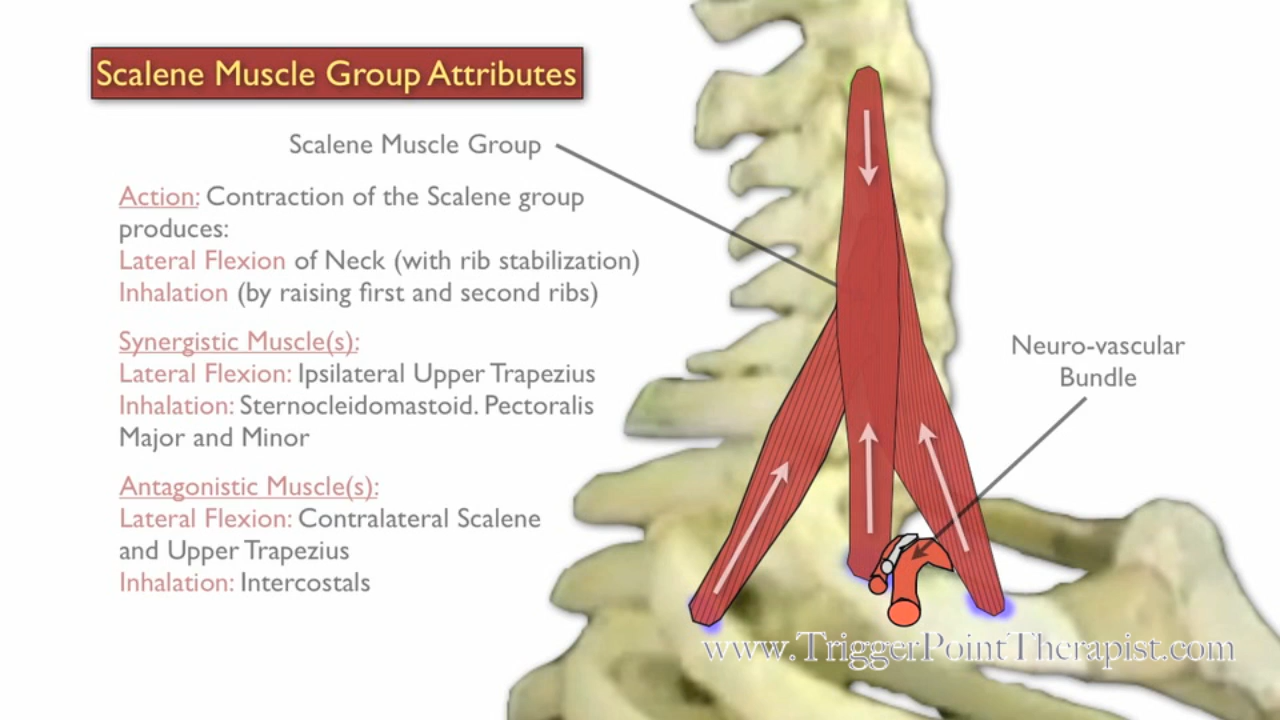 Scalene Muscle Group Attributes
Scalene Muscle Group
Action: Contraction of the Scalene group
produces:
Lateral Flexion of Neck (with rib stabilization)
Inhalation (by raising first and second ribs)
Synergistic Muscle(s):
Lateral Flexion: Ipsilateral Upper Trapezius
Inhalation: Sternocleidomastoid. Pectoralis
Major and Minor
Antagonistic Muscle(s):
Lateral Flexion: Contralateral Scalene
and Upper Trapezius
Inhalation: Intercostals
Neuro-vascular
Bundle
www.TriggerPointTherapist.com